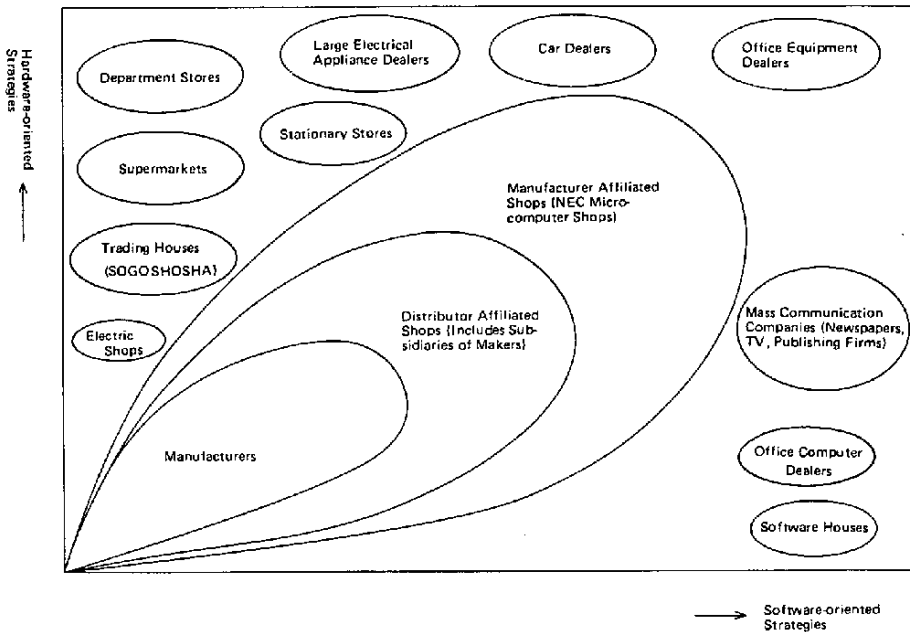 Hardware-oriented
Strategies
Department Stores
Large Electrical
Appliance Dealers
Car Dealers
Office Equipment
Dealers
Stationary Stores
Supermarkets
Manufacturer Affiliated
Shops (NEC Micro-
computer Shops)
Trading Houses
(SOGOSHOSHA)
Electric
Shops
Distributor Affiliated
Shops (Includes Sub-
sidiaries of Makers)
Mass Communication
Companies (Newspapers,
TV, Publishing Firms)
Manufacturers
Office Computer
Dealers
Software Houses
Software-oriented
Strategies